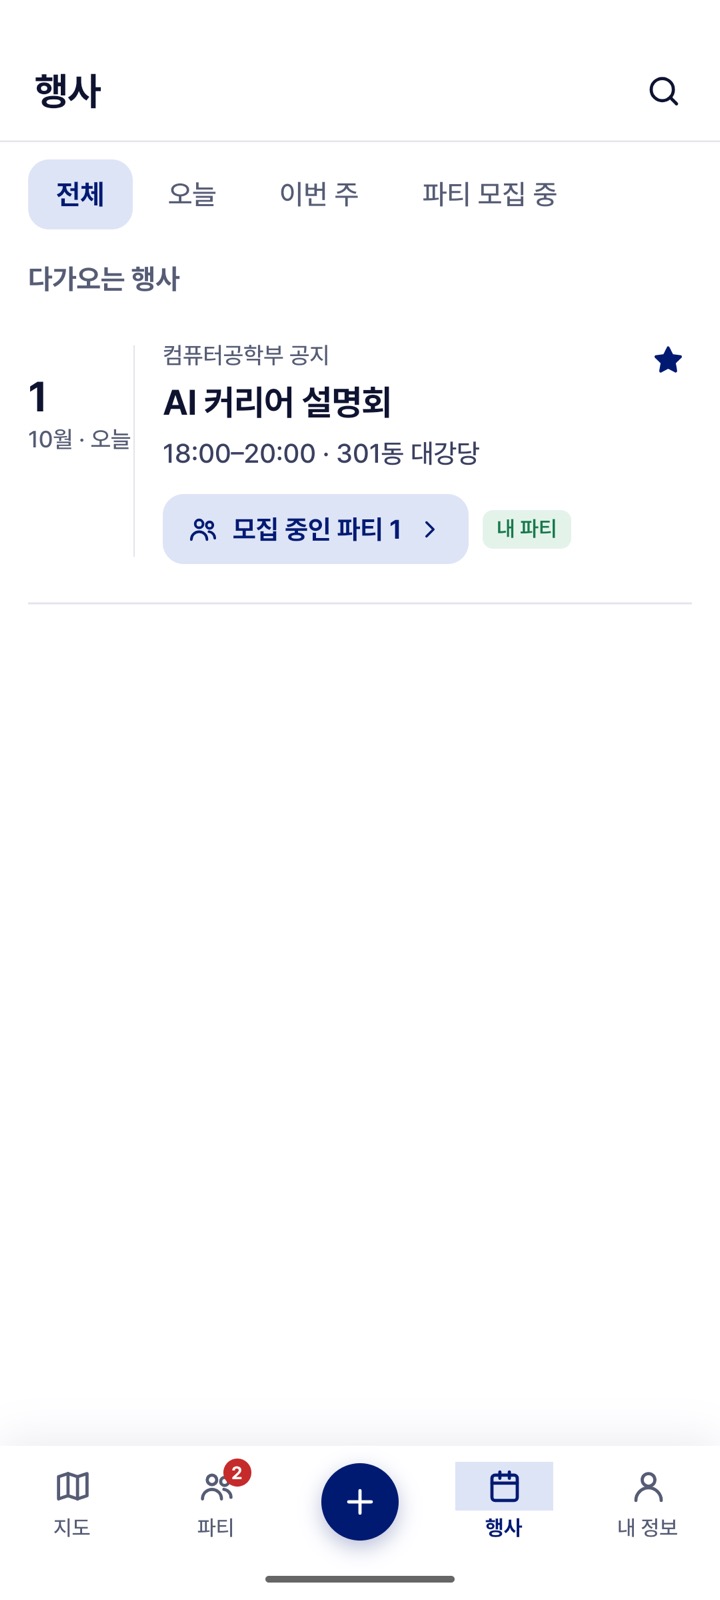 행사
전체
오늘
이번 주
파티 모집 중
다가오는 행사
1
10월 · 오늘
컴퓨터공학부 공지
AI 커리어 설명회
18:00–20:00 · 301동 대강당
모집 중인 파티 1
내 파티
지도
2
파티
행사
내 정보